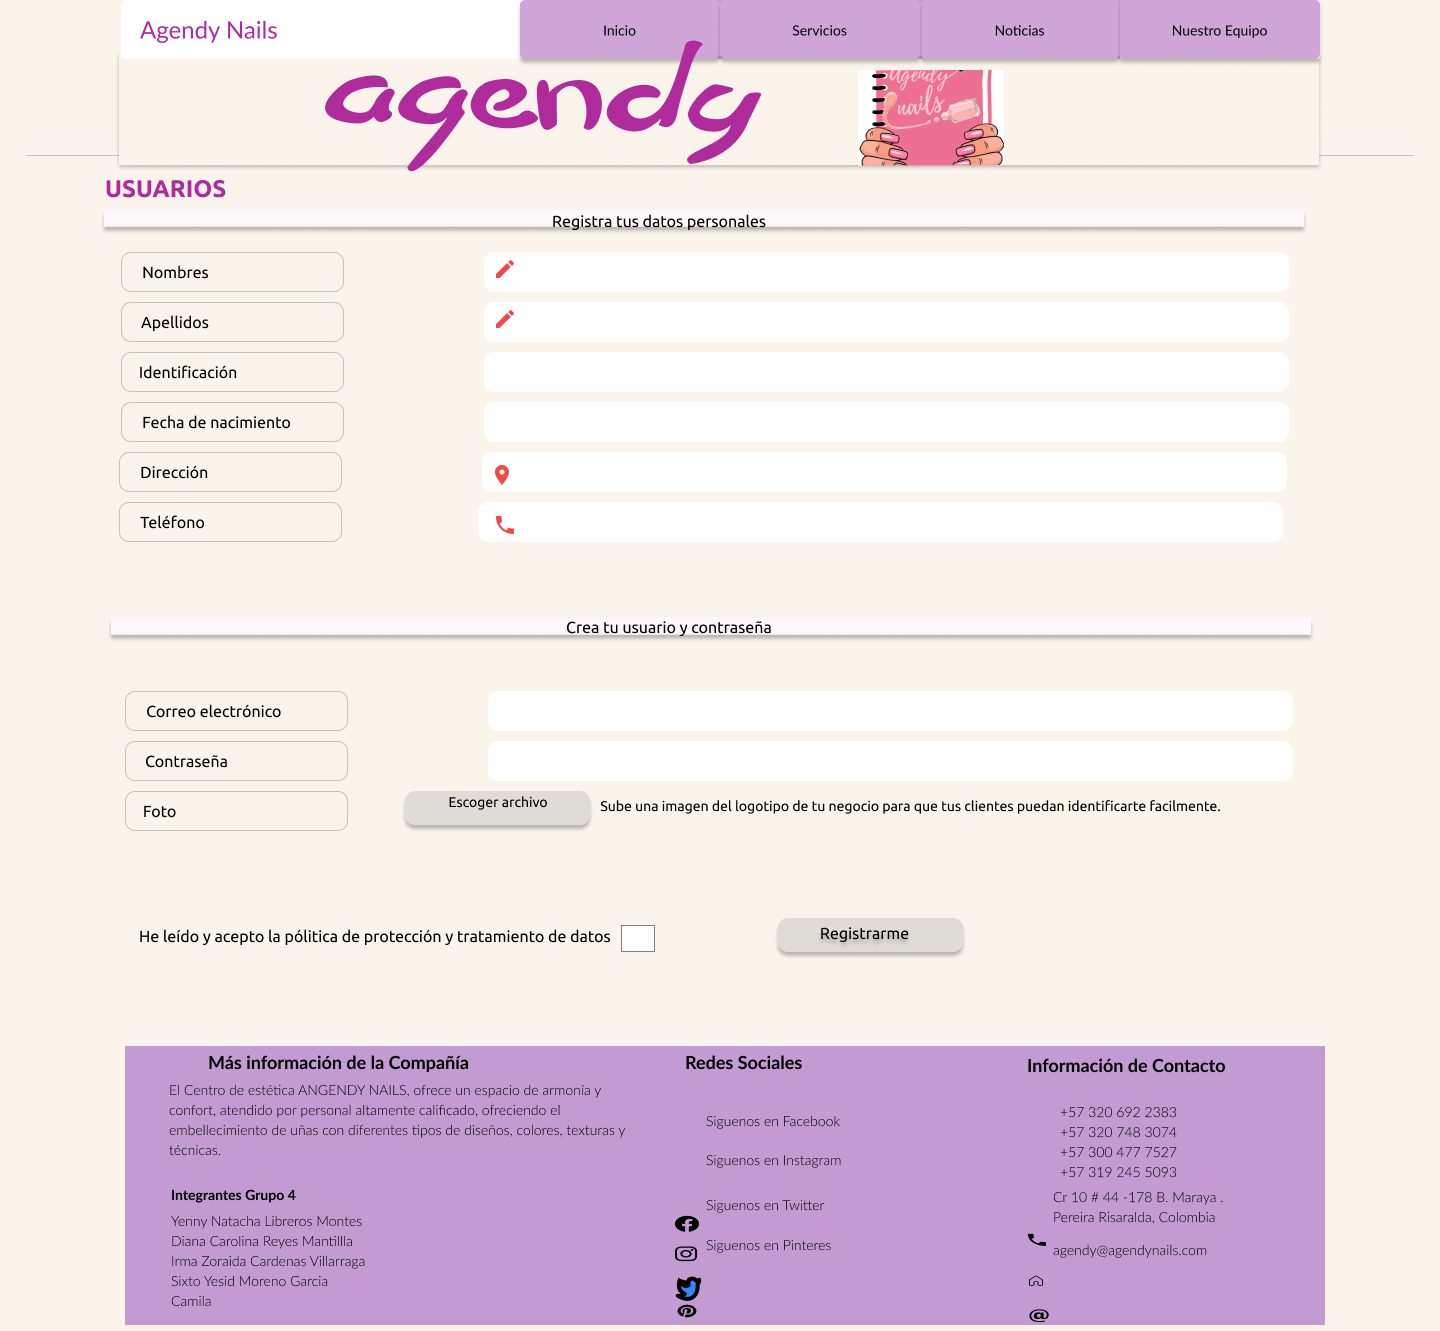 Agendy Nails
Inicio
Servicios
Noticias
Nuestro Equipo
agendy
Agendy
nails
USUARIOS
Registra tus datos personales
Nombres
Apellidos
Identificación
Fecha de nacimiento
Dirección
Teléfono
Crea tu usuario y contraseña
Correo electrónico
Contraseña
Foto
Escoger archivo
Sube una imagen del logotipo de tu negocio para que tus clientes puedan identificarte facilmente.
He leído y acepto la pólitica de protección y tratamiento de datos
Registrarme
Más información de la Compañía
El Centro de estética ANGENDY NAILS, ofrece un espacio de armonía y
confort, atendido por personal altamente calificado, ofreciendo el
embellecimiento de uñas con diferentes tipos de diseños, colores, texturas y
técnicas.
Integrantes Grupo 4
Yenny Natacha Libreros Montes
Diana Carolina Reyes Mantillla
Irma Zoraida Cardenas Villarraga
Sixto Yesid Moreno Garcia
Camila
Redes Sociales
Siguenos en Facebook
Siguenos en Instagram
Siguenos en Twitter
Siguenos en Pinteres
Información de Contacto
+57 320 692 2383
+57 320 748 3074
+57 300 477 7527
+57 319 245 5093
Cr 10 # 44 -178 B. Maraya .
Pereira Risaralda, Colombia
agendy@agendynails.com